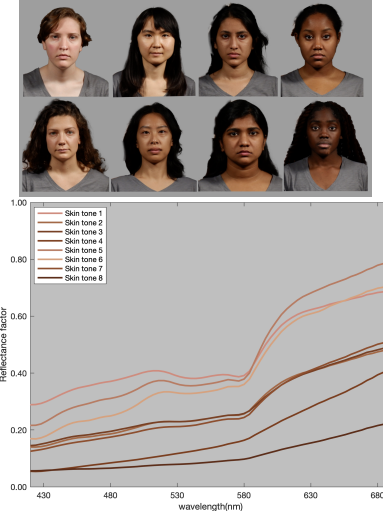 1.00
Skin tone 1
Skin tone 2
Skin tone 3
Skin tone 4
Skin tone 5
Skin tone 6
Skin tone 7
Skin tone 8
0.80
0.60
0.40
0.20
0.00
Reflectance factor
430 480 530 580 630 680
wavelength(nm)